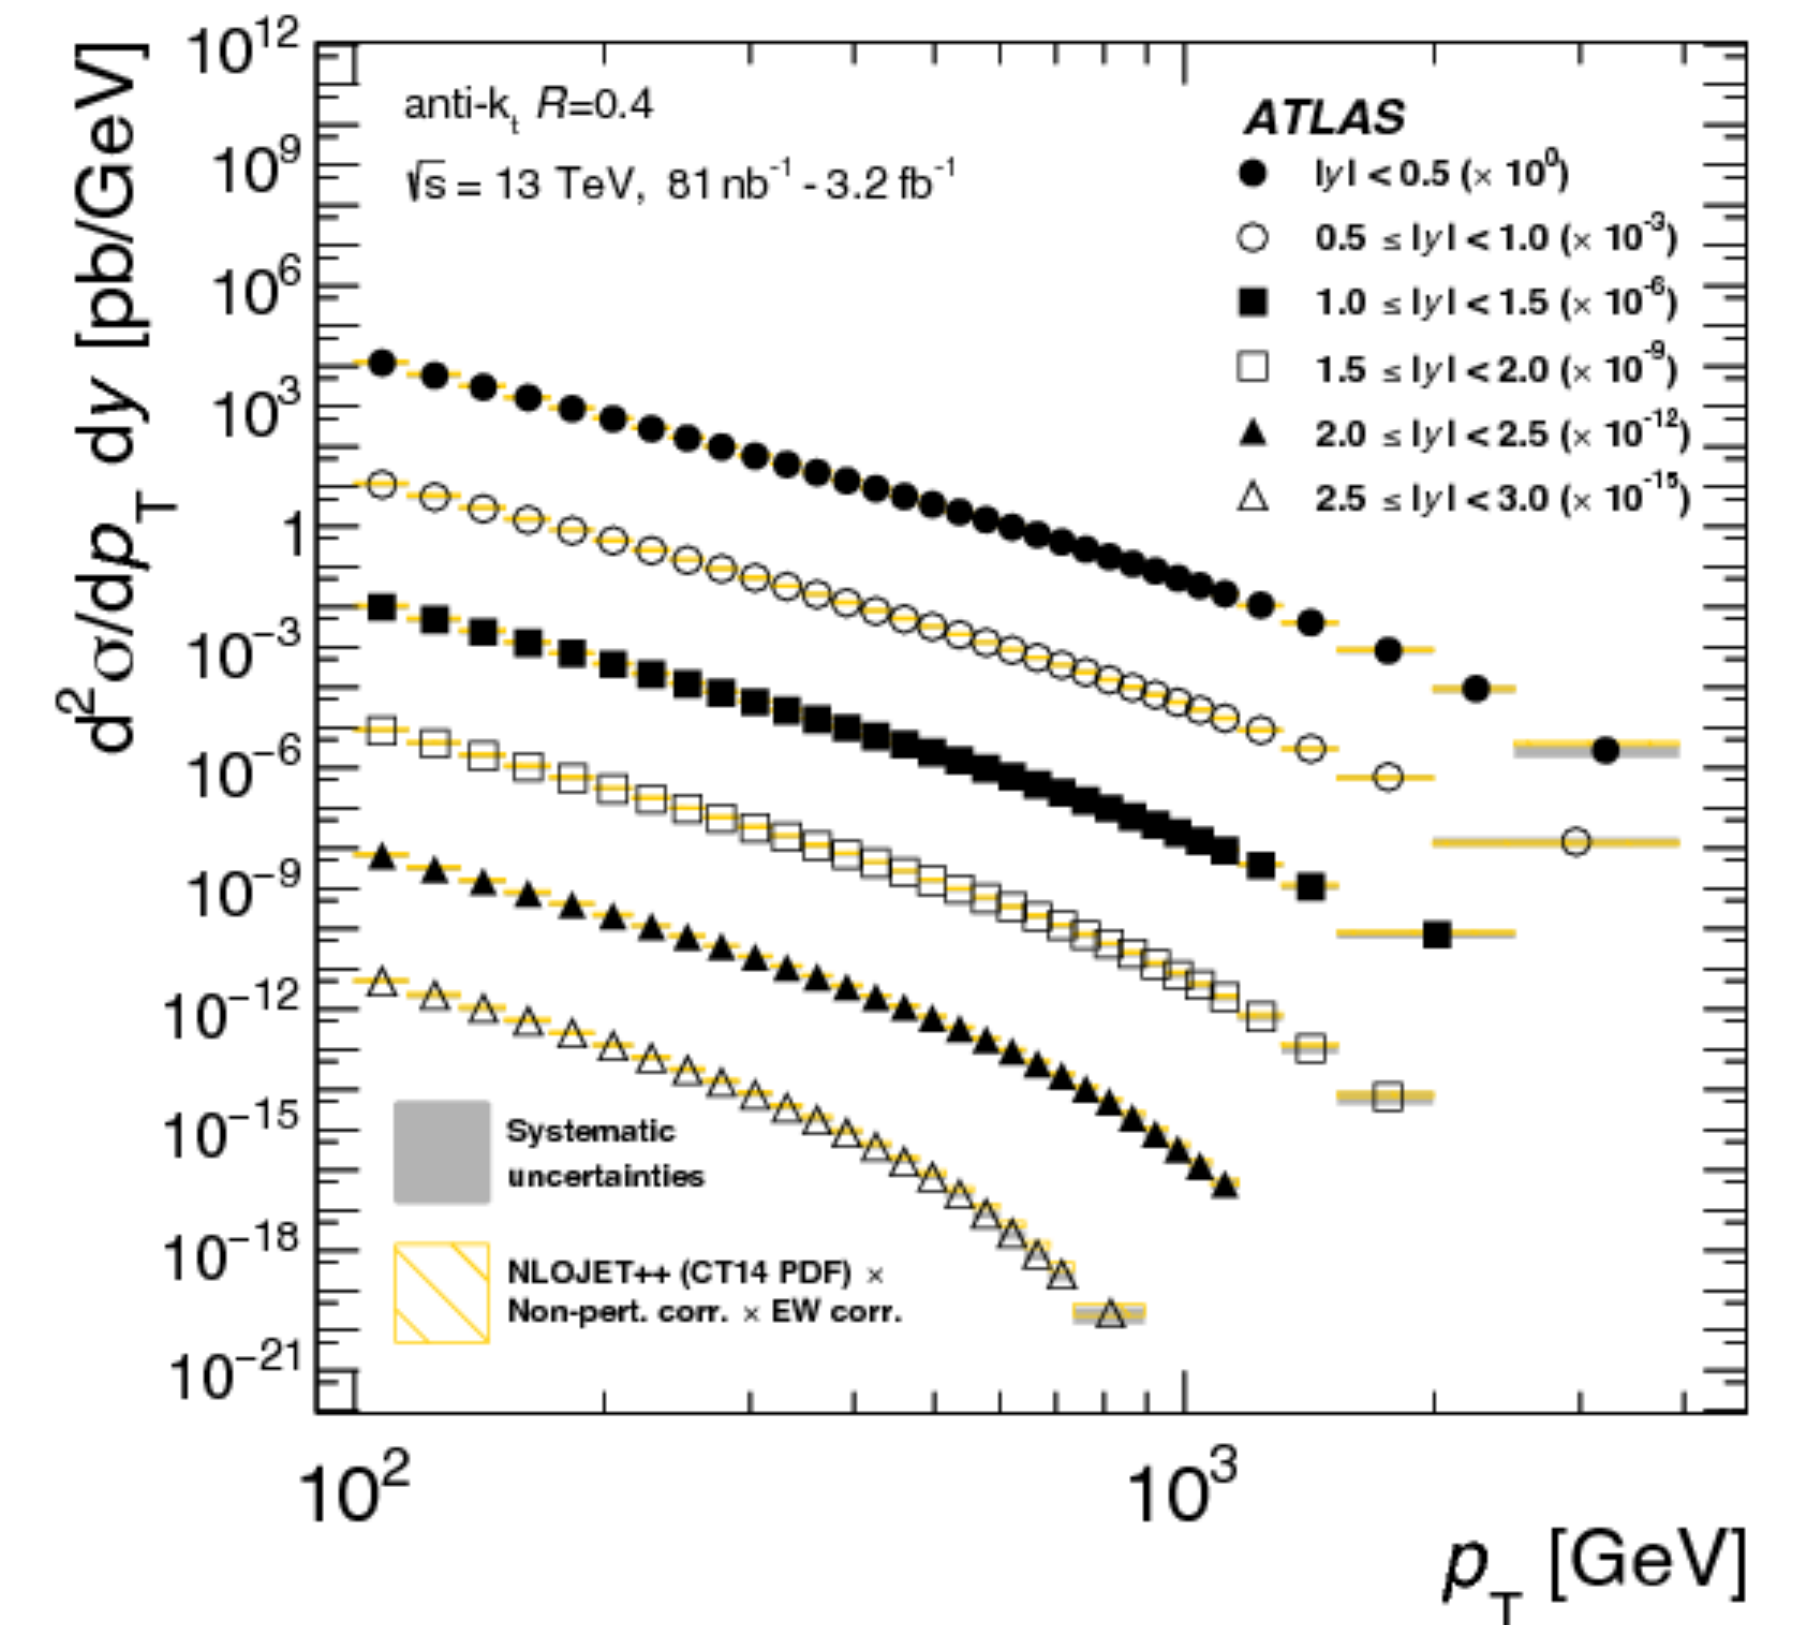 d²σ/dp_T dy [pb/GeV]
10¹²
10⁹
10⁶
10³
1
10⁻³
10⁻⁶
10⁻⁹
10⁻¹²
10⁻¹⁵
10⁻¹⁸
10⁻²¹
anti-kₜ R=0.4
√s = 13 TeV, 81 nb⁻¹ - 3.2 fb⁻¹
ATLAS
|y| < 0.5 (× 10⁰)
0.5 ≤ |y| < 1.0 (× 10⁻³)
1.0 ≤ |y| < 1.5 (× 10⁻⁶)
1.5 ≤ |y| < 2.0 (× 10⁻⁹)
2.0 ≤ |y| < 2.5 (× 10⁻¹²)
2.5 ≤ |y| < 3.0 (× 10⁻¹⁵)
Systematic
uncertainties
NLOJET++ (CT14 PDF) ×
Non-pert. corr. × EW corr.
10² 10³
p_T [GeV]